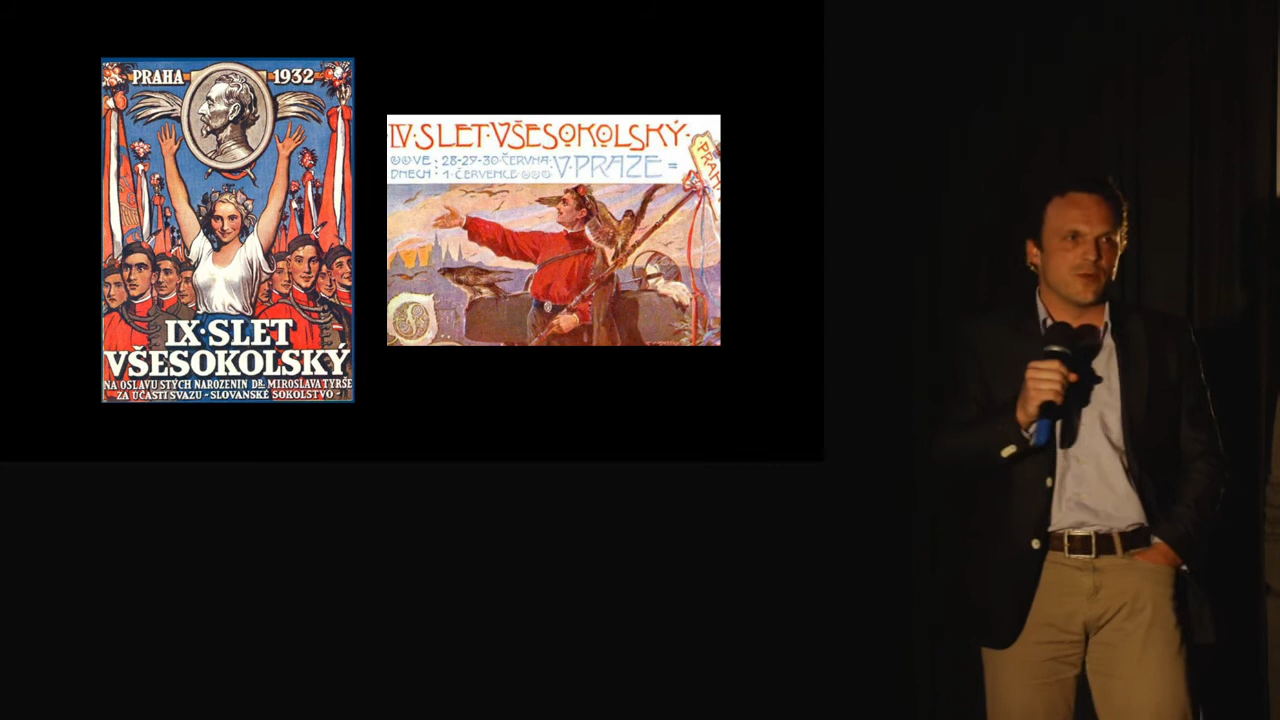 PRAHA 1932
IX·SLET
VŠESOKOLSKÝ
NA OSLAVU STÝCH NAROZENIN DR. MIROSLAVA TYRŠE
ZA ÚČASTI SVAZU - SLOVANSKÉ SOKOLSTVO -
IV·SLET·VŠESOKOLSKÝ·
VE: 28-29-30·ČERVNA·V·PRAZE=
DNECH: 1·ČERVENCE
PRAH